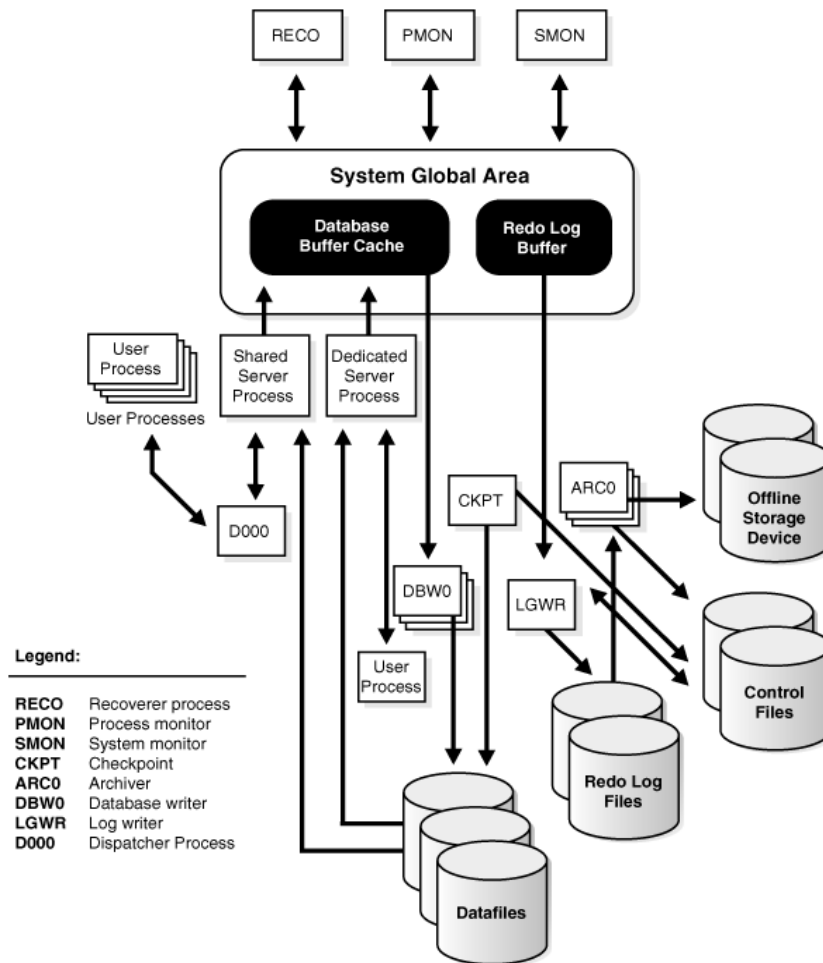 RECO
PMON
SMON
System Global Area
Database
Buffer Cache
Redo Log
Buffer
User
Process
User Processes
Shared
Server
Process
Dedicated
Server
Process
D000
CKPT
ARC0
Offline
Storage
Device
DBW0
LGWR
User
Process
Control
Files
Redo Log
Files
Datafiles
Legend:
RECO Recoverer process
PMON Process monitor
SMON System monitor
CKPT Checkpoint
ARC0 Archiver
DBW0 Database writer
LGWR Log writer
D000 Dispatcher Process